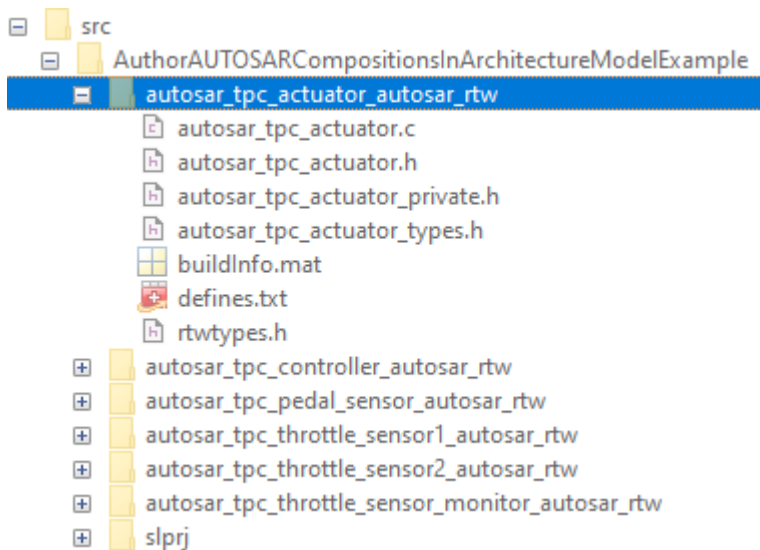 src
AuthorAUTOSARCompositionsInArchitectureModelExample
autosar_tpc_actuator_autosar_rtw
autosar_tpc_actuator.c
autosar_tpc_actuator.h
autosar_tpc_actuator_private.h
autosar_tpc_actuator_types.h
buildInfo.mat
defines.txt
rtwtypes.h
autosar_tpc_controller_autosar_rtw
autosar_tpc_pedal_sensor_autosar_rtw
autosar_tpc_throttle_sensor1_autosar_rtw
autosar_tpc_throttle_sensor2_autosar_rtw
autosar_tpc_throttle_sensor_monitor_autosar_rtw
slprj